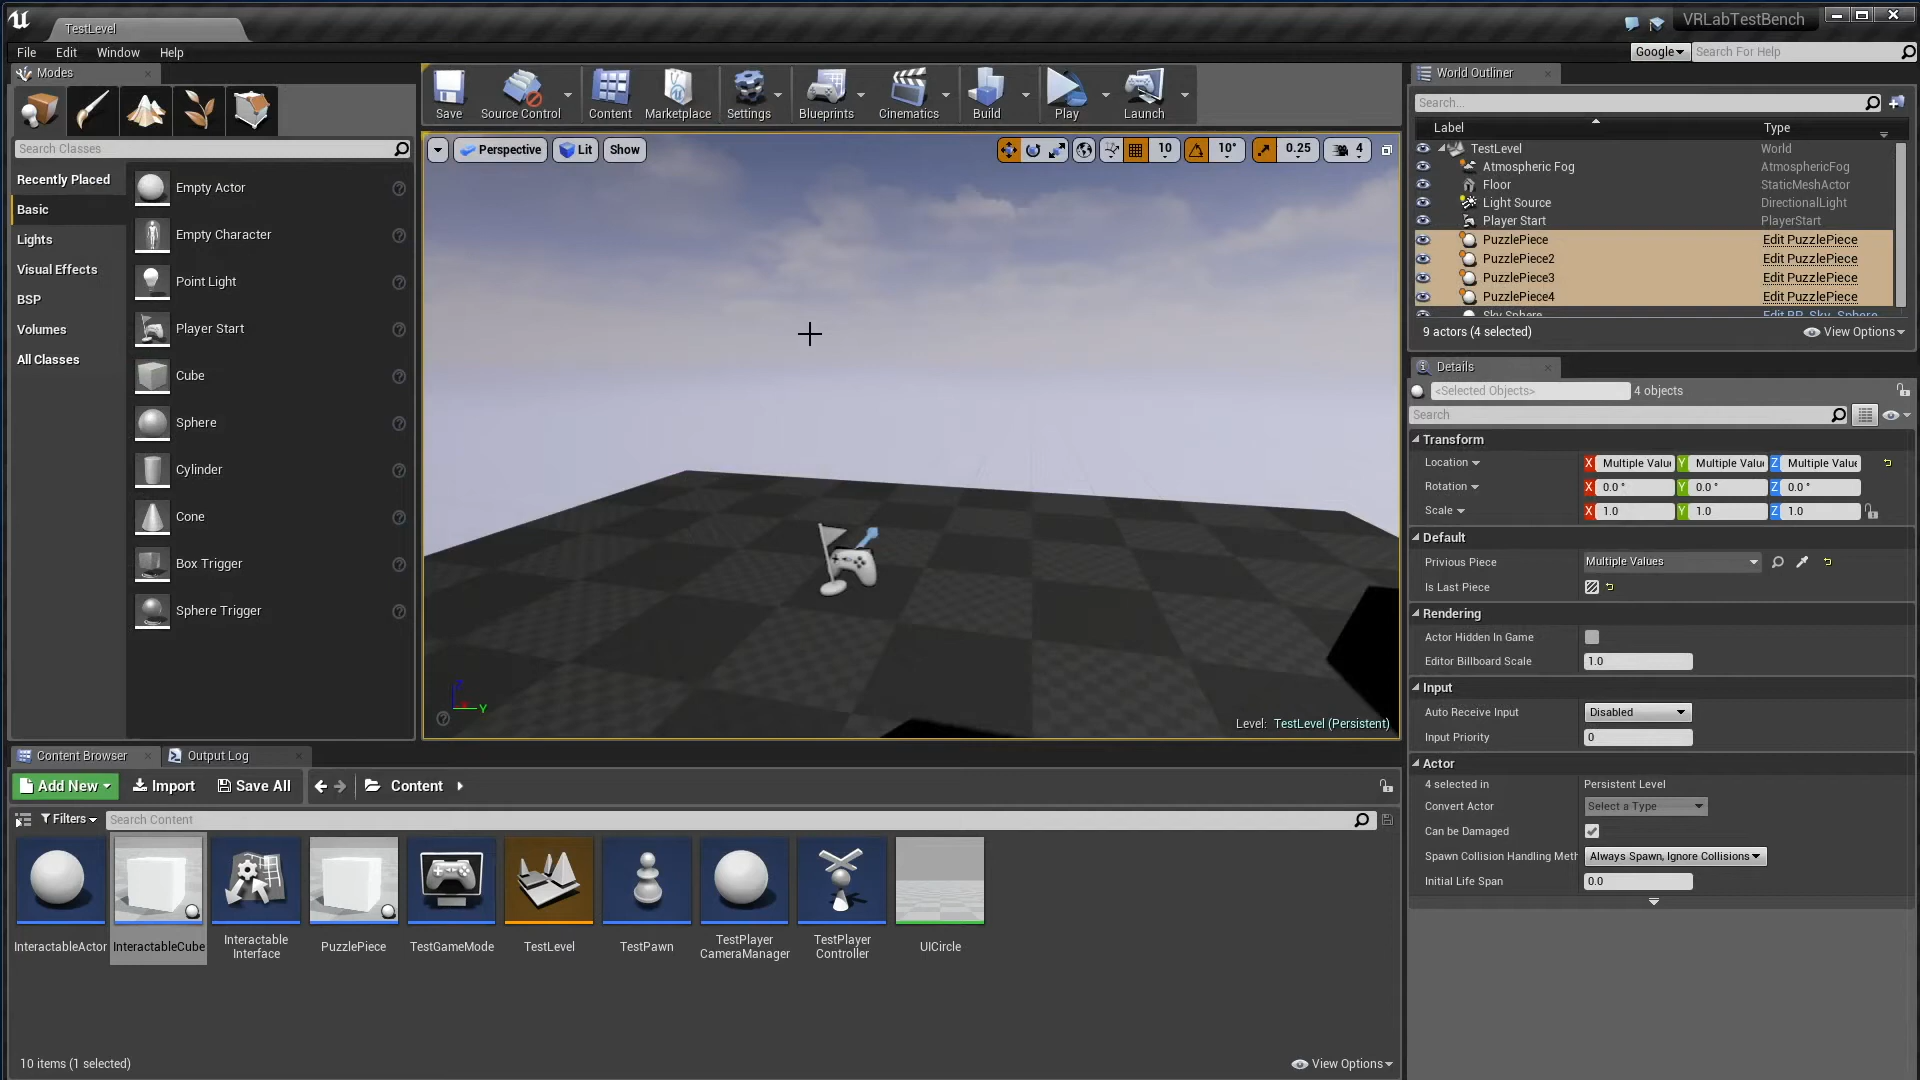 TestLevel
VRLabTestBench
File Edit Window Help
Google Search For Help
Modes
Search Classes
Recently Placed
Basic
Lights
Visual Effects
BSP
Volumes
All Classes
Empty Actor
Empty Character
Point Light
Player Start
Cube
Sphere
Cylinder
Cone
Box Trigger
Sphere Trigger
Save Source Control Content Marketplace Settings Blueprints Cinematics Build Play Launch
Perspective Lit Show 10 10° 0.25 4
Y
Level: TestLevel (Persistent)
World Outliner
Search...
Label Type
TestLevel World
Atmospheric Fog AtmosphericFog
Floor StaticMeshActor
Light Source DirectionalLight
Player Start PlayerStart
PuzzlePiece Edit PuzzlePiece
PuzzlePiece2 Edit PuzzlePiece
PuzzlePiece3 Edit PuzzlePiece
PuzzlePiece4 Edit PuzzlePiece
Sky Sphere Edit BP_Sky_Sphere
9 actors (4 selected) View Options
Details
<Selected Objects> 4 objects
Search
Transform
Location X Multiple Valu Y Multiple Valu Z Multiple Value
Rotation X 0.0 ° Y 0.0 ° Z 0.0 °
Scale X 1.0 Y 1.0 Z 1.0
Default
Privious Piece Multiple Values
Is Last Piece
Rendering
Actor Hidden In Game
Editor Billboard Scale 1.0
Input
Auto Receive Input Disabled
Input Priority 0
Actor
4 selected in Persistent Level
Convert Actor Select a Type
Can be Damaged
Spawn Collision Handling Meth Always Spawn, Ignore Collisions
Initial Life Span 0.0
Content Browser Output Log
Add New Import Save All Content
Filters Search Content
InteractableActor
InteractableCube
Interactable
Interface
PuzzlePiece
TestGameMode
TestLevel
TestPawn
TestPlayer
CameraManager
TestPlayer
Controller
UICircle
10 items (1 selected) View Options